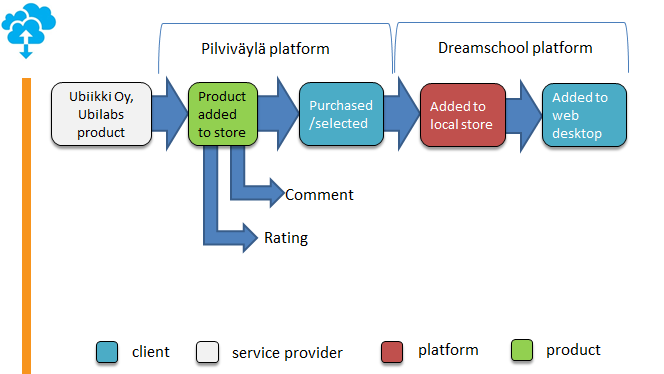 Pilviväylä platform
Dreamschool platform
Ubiikki Oy,
Ubilabs
product
Product
added
to store
Purchased
/selected
Added to
local store
Added to
web
desktop
Comment
Rating
client
service provider
platform
product